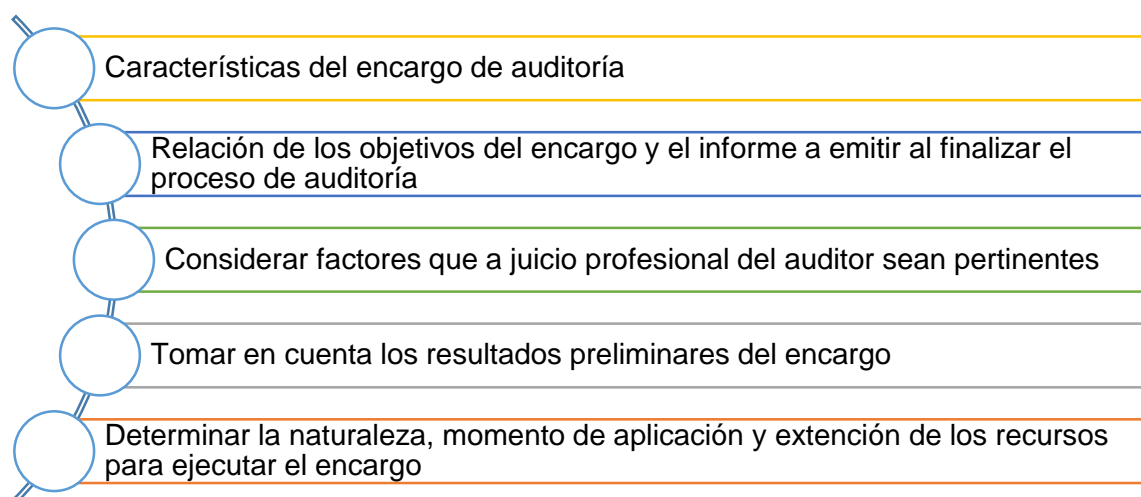 Características del encargo de auditoría
Relación de los objetivos del encargo y el informe a emitir al finalizar el
proceso de auditoría
Considerar factores que a juicio profesional del auditor sean pertinentes
Tomar en cuenta los resultados preliminares del encargo
Determinar la naturaleza, momento de aplicación y extención de los recursos
para ejecutar el encargo